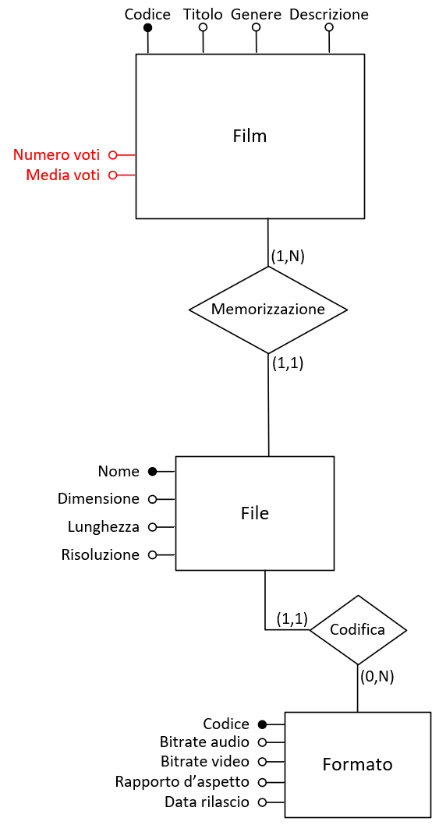 Codice Titolo Genere Descrizione
Film
Numero voti
Media voti
(1,N)
Memorizzazione
(1,1)
Nome
Dimensione
File
Lunghezza
Risoluzione
(1,1)
Codifica
(0,N)
Codice
Bitrate audio
Bitrate video
Formato
Rapporto d'aspetto
Data rilascio